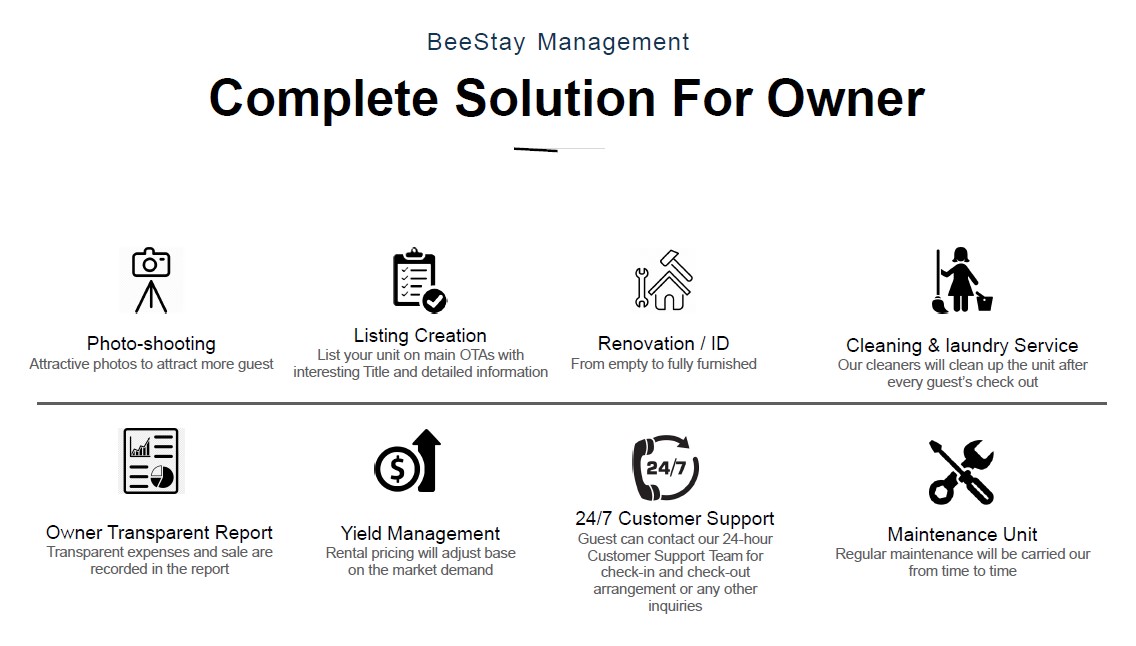 BeeStay Management
Complete Solution For Owner
Photo-shooting
Attractive photos to attract more guest
Listing Creation
List your unit on main OTAs with
interesting Title and detailed information
Renovation / ID
From empty to fully furnished
Cleaning & laundry Service
Our cleaners will clean up the unit after
every guest's check out
Owner Transparent Report
Transparent expenses and sale are
recorded in the report
$
Yield Management
Rental pricing will adjust base
on the market demand
24/7
24/7 Customer Support
Guest can contact our 24-hour
Customer Support Team for
check-in and check-out
arrangement or any other
inquiries
Maintenance Unit
Regular maintenance will be carried our
from time to time